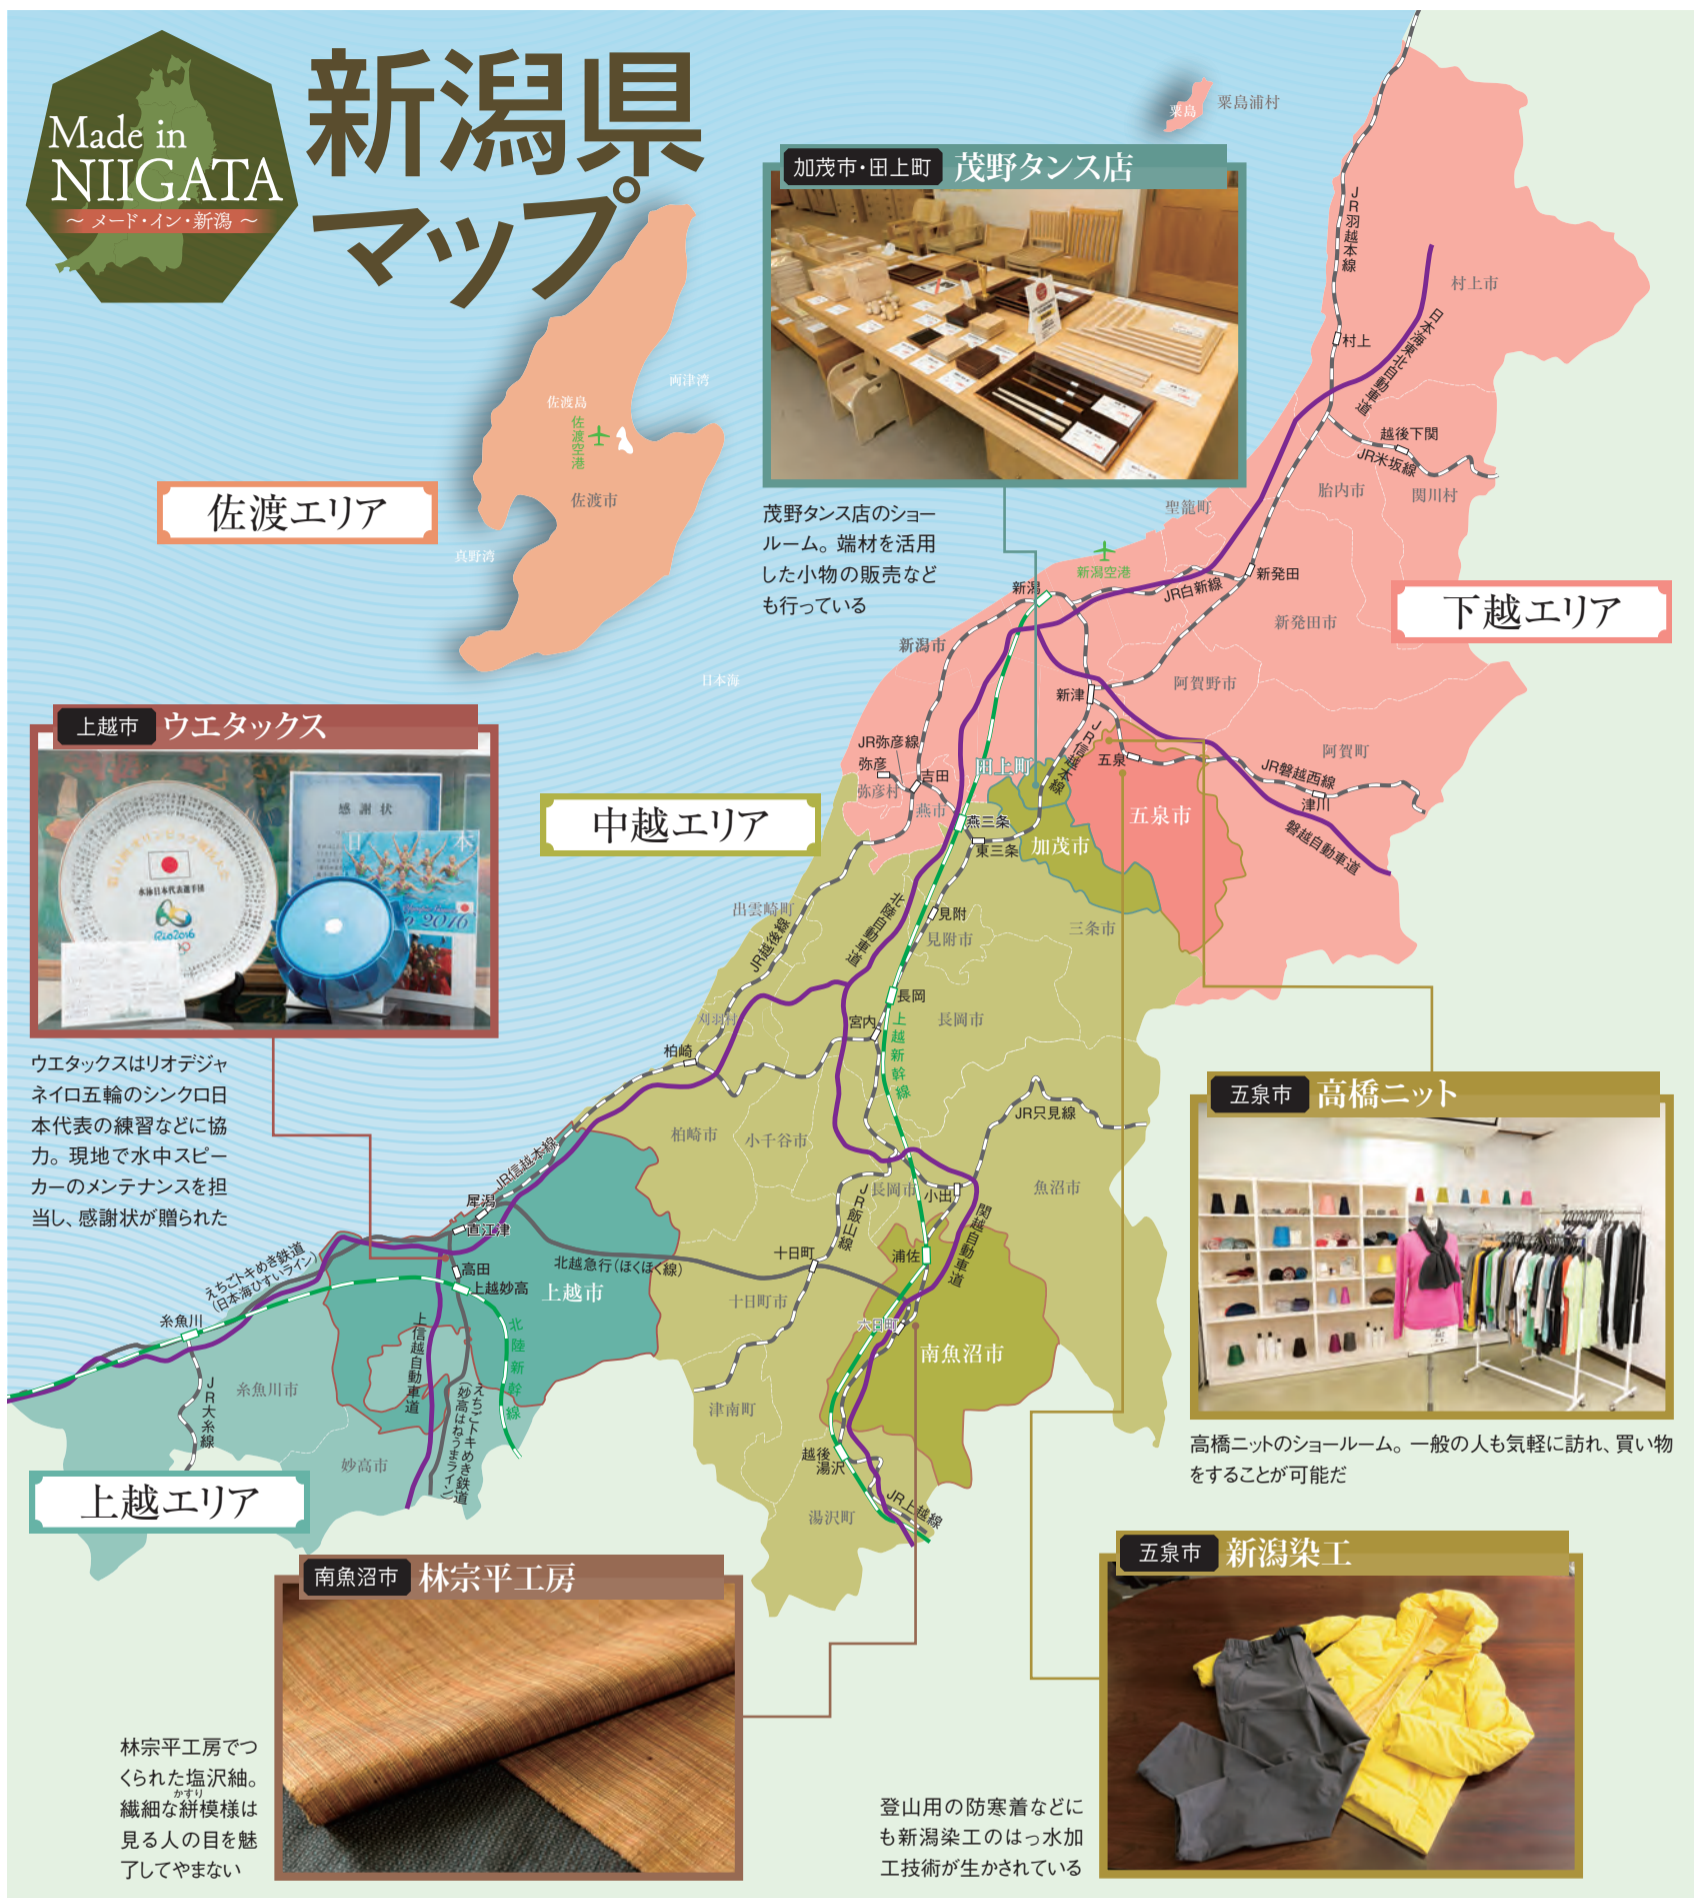 Made in
NIIGATA
～ メード・イン・新潟 ～
新潟県
マップ
粟島
粟島浦村
加茂市・田上町 茂野タンス店
茂野タンス店のショー
ルーム。端材を活用
した小物の販売など
も行っている
JR羽越本線
村上市
村上
日本海東北自動車道
越後下関
JR米坂線
胎内市
関川村
聖籠町
新潟空港
新発田
JR白新線
新潟
新発田市
下越エリア
両津湾
佐渡島
佐渡空港
佐渡市
佐渡エリア
真野湾
日本海
新潟市
新津
阿賀野市
JR信越本線
五泉
阿賀町
JR磐越西線
津川
磐越自動車道
五泉市
JR弥彦線
弥彦
弥彦村
吉田
燕市
田上町
燕三条
東三条
加茂市
三条市
中越エリア
上越市 ウエタックス
感謝状
日本
水泳日本代表選手団
Rio2016
2016
ウエタックスはリオデジャ
ネイロ五輪のシンクロ日
本代表の練習などに協
力。現地で水中スピー
カーのメンテナンスを担
当し、感謝状が贈られた
出雲崎町
JR越後線
北陸自動車道
見附
見附市
長岡
長岡市
宮内
上越新幹線
刈羽村
柏崎
柏崎市
小千谷市
JR只見線
長岡市
小出
魚沼市
JR飯山線
関越自動車道
JR信越本線
犀潟
直江津
高田
上越妙高
上越市
北越急行(ほくほく線)
十日町
十日町市
浦佐
六日町
南魚沼市
えちごトキめき鉄道
(日本海ひすいライン)
糸魚川
糸魚川市
JR大糸線
上信越自動車道
北陸新幹線
えちごトキめき鉄道
(妙高はねうまライン)
妙高市
津南町
越後
湯沢
湯沢町
JR上越線
上越エリア
五泉市 高橋ニット
高橋ニットのショールーム。一般の人も気軽に訪れ、買い物
をすることが可能だ
南魚沼市 林宗平工房
林宗平工房でつ
くられた塩沢紬。
かすり
繊細な絣模様は
見る人の目を魅
了してやまない
五泉市 新潟染工
登山用の防寒着などに
も新潟染工のはっ水加
工技術が生かされている